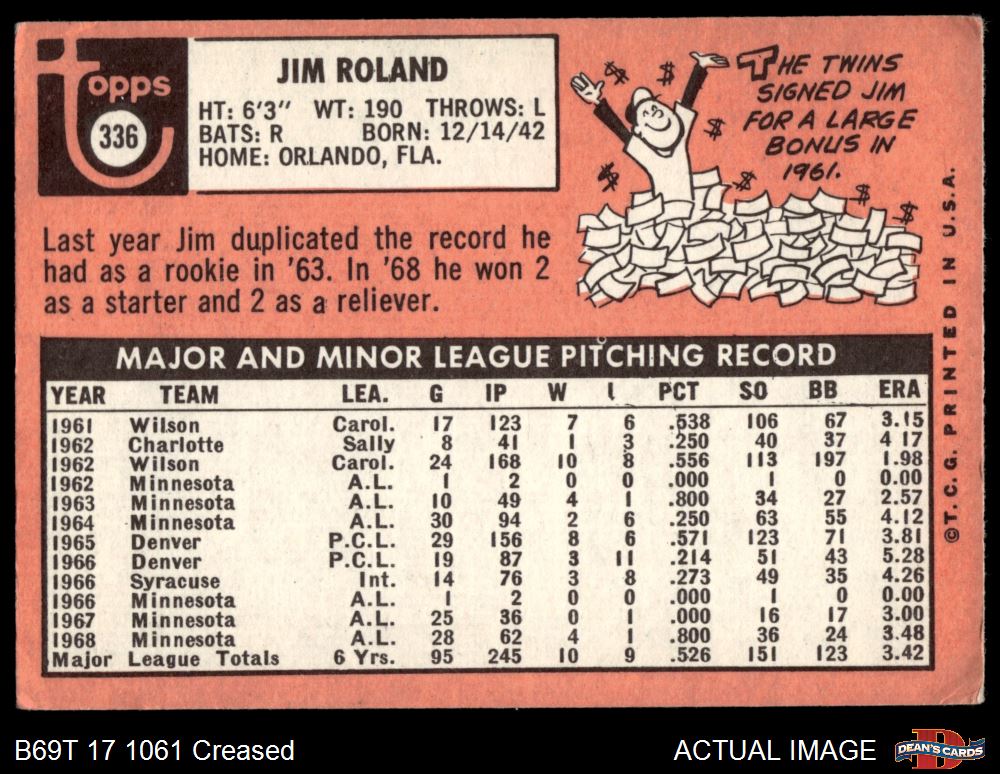 Topps
336
JIM ROLAND
HT: 6'3" WT: 190 THROWS: L
BATS: R BORN: 12/14/42
HOME: ORLANDO, FLA.
THE TWINS
SIGNED JIM
FOR A LARGE
BONUS IN
1961.
Last year Jim duplicated the record he
had as a rookie in '63. In '68 he won 2
as a starter and 2 as a reliever.
MAJOR AND MINOR LEAGUE PITCHING RECORD
YEAR TEAM LEA. G IP W L PCT SO BB ERA
1961 Wilson Carol. 17 123 7 6 .538 106 67 3.15
1962 Charlotte Sally 8 41 1 3 .250 40 37 4 17
1962 Wilson Carol. 24 168 10 8 .556 113 197 1.98
1962 Minnesota A.L. 1 2 0 0 .000 1 0 0.00
1963 Minnesota A.L. 10 49 4 1 .800 34 27 2.57
1964 Minnesota A.L. 30 94 2 6 .250 63 55 4.12
1965 Denver P.C.L. 29 156 8 6 .571 123 71 3.81
1966 Denver P.C.L. 19 87 3 11 .214 51 43 5.28
1966 Syracuse Int. 14 76 3 8 .273 49 35 4.26
1966 Minnesota A.L. 1 2 0 0 .000 1 0 0.00
1967 Minnesota A.L. 25 36 0 1 .000 16 17 3.00
1968 Minnesota A.L. 28 62 4 1 .800 36 24 3.48
Major League Totals 6 Yrs. 95 245 10 9 .526 151 123 3.42
©T.C.G. PRINTED IN U.S.A.
B69T 17 1061 Creased
ACTUAL IMAGE
D
DEAN'S CARDS